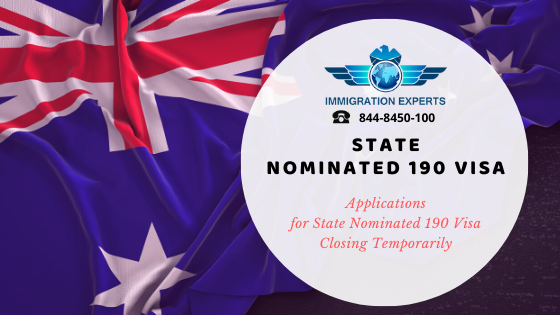 IMMIGRATION EXPERTS
☎ 844-8450-100
STATE
NOMINATED 190 VISA
Applications
for State Nominated 190 Visa
Closing Temporarily